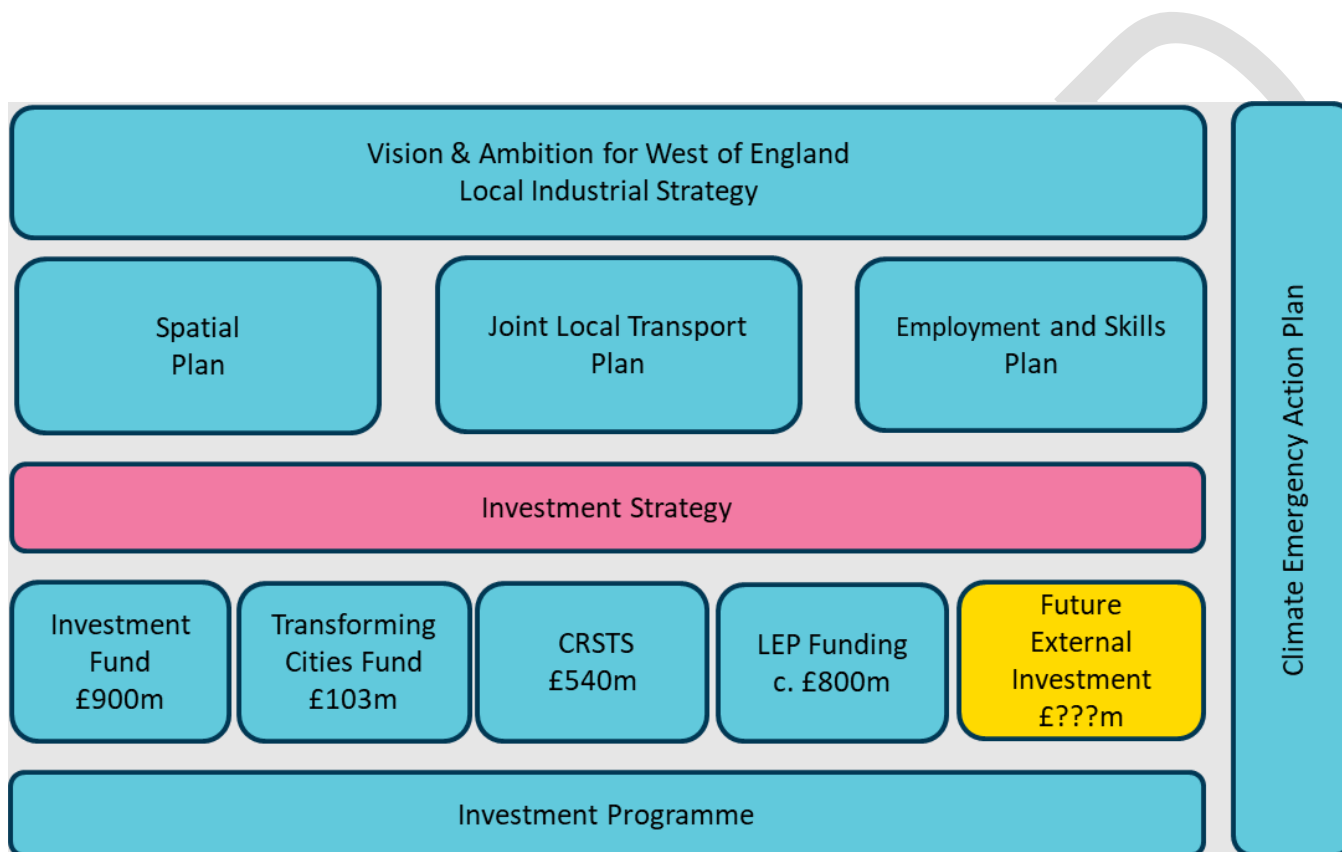 Vision & Ambition for West of England
Local Industrial Strategy
Spatial
Plan
Joint Local Transport
Plan
Employment and Skills
Plan
Investment Strategy
Investment
Fund
£900m
Transforming
Cities Fund
£103m
CRSTS
£540m
LEP Funding
c. £800m
Future
External
Investment
£???m
Investment Programme
Climate Emergency Action Plan